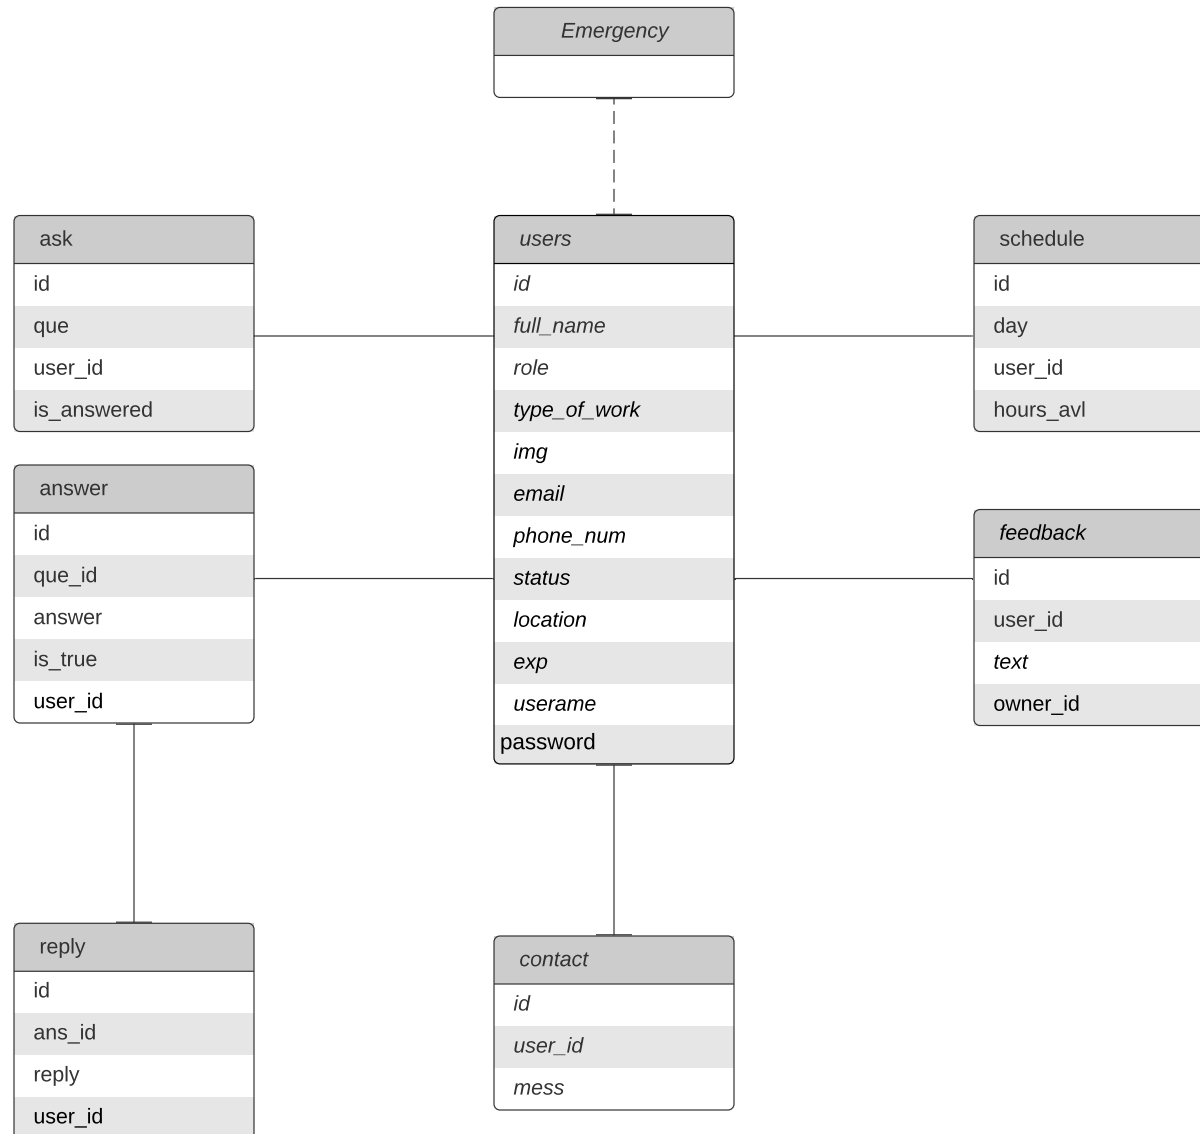 Emergency
ask
id
que
user_id
is_answered
users
id
full_name
role
type_of_work
img
email
phone_num
status
location
exp
userame
password
schedule
id
day
user_id
hours_avl
answer
id
que_id
answer
is_true
user_id
feedback
id
user_id
text
owner_id
reply
id
ans_id
reply
user_id
contact
id
user_id
mess